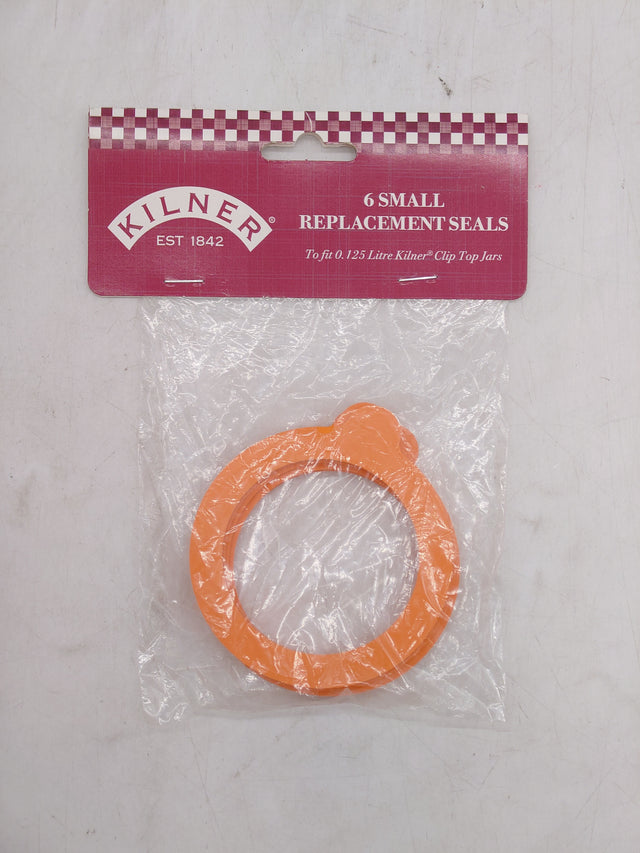 KILNER®
EST 1842
6 SMALL
REPLACEMENT SEALS
To fit 0.125 Litre Kilner® Clip Top Jars